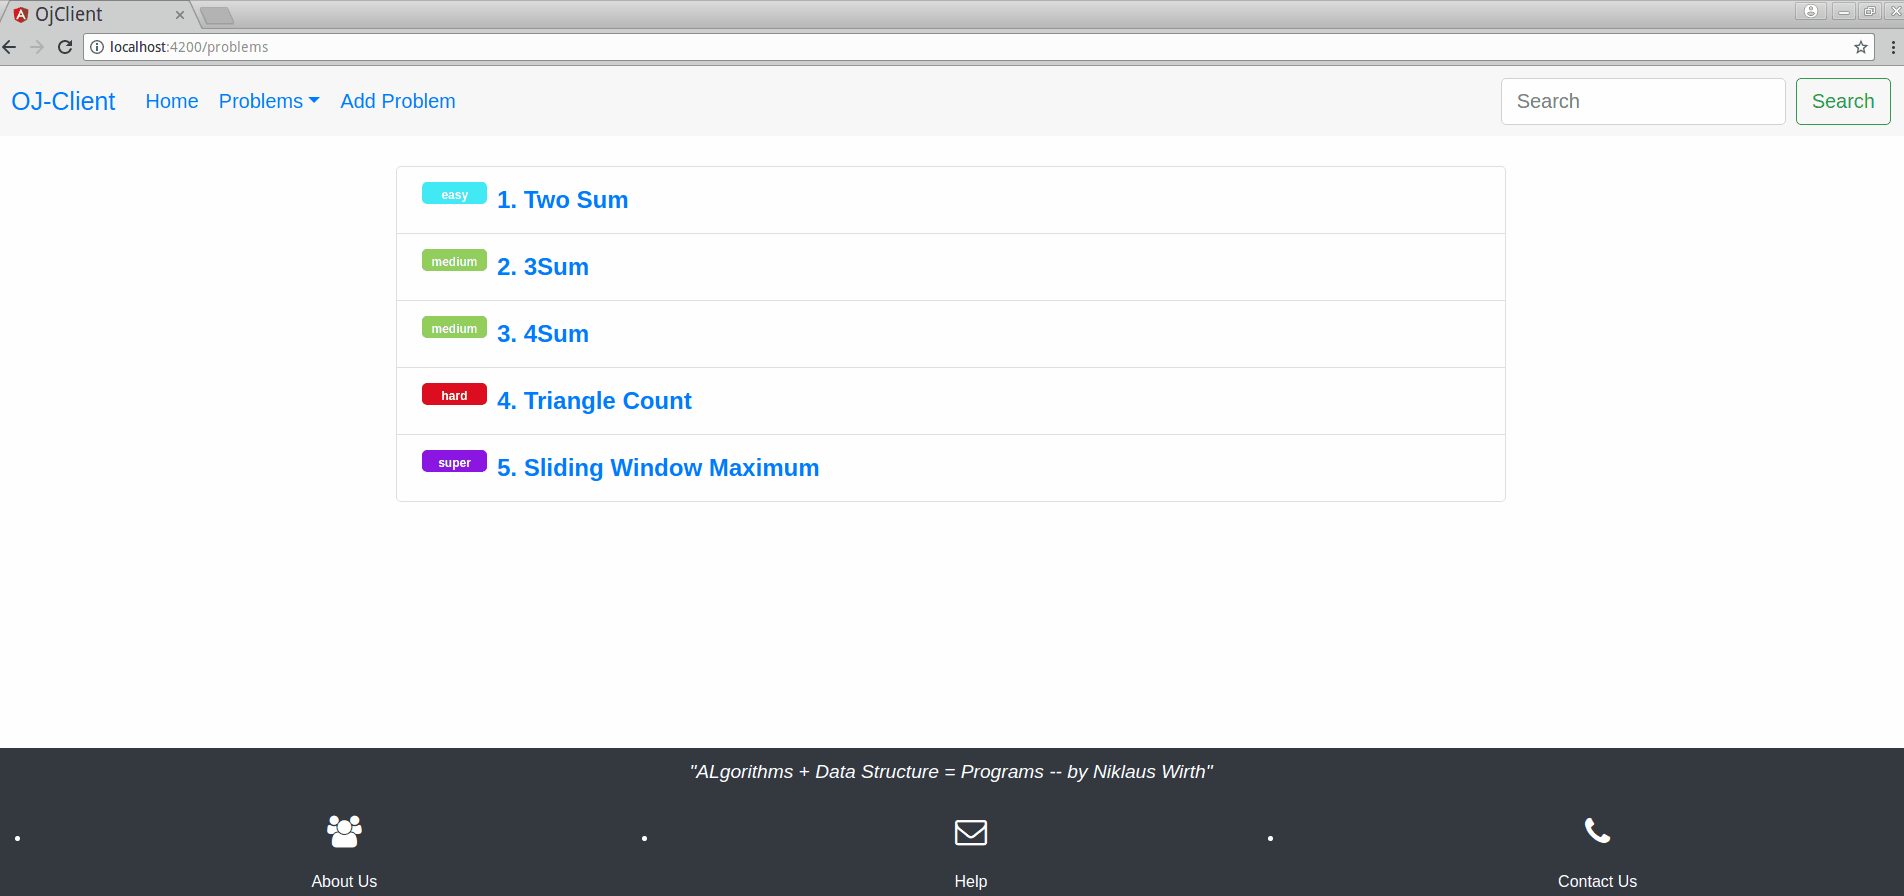 OjClient
localhost:4200/problems
OJ-Client Home Problems Add Problem Search Search
easy 1. Two Sum
medium 2. 3Sum
medium 3. 4Sum
hard 4. Triangle Count
super 5. Sliding Window Maximum
"ALgorithms + Data Structure = Programs -- by Niklaus Wirth"
About Us Help Contact Us